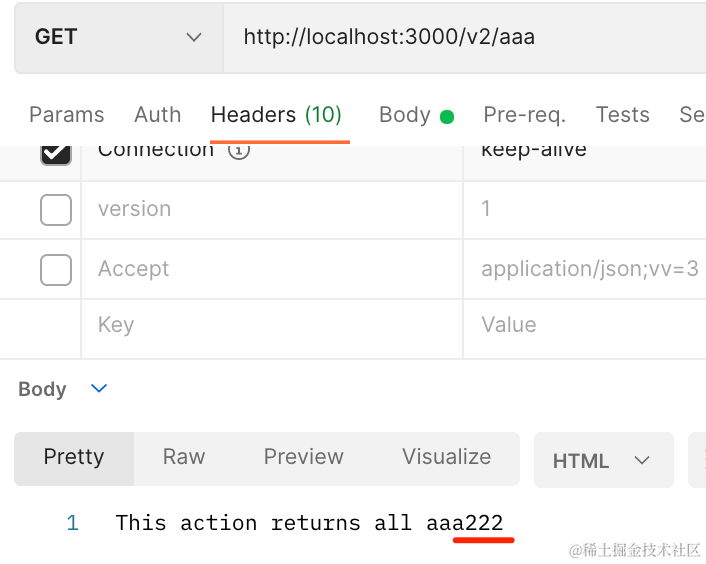 GET http://localhost:3000/v2/aaa
Params Auth Headers (10) Body Pre-req. Tests Se
Connection keep-alive
version 1
Accept application/json;vv=3
Key Value
Body
Pretty Raw Preview Visualize HTML
1 This action returns all aaa222
@稀土掘金技术社区